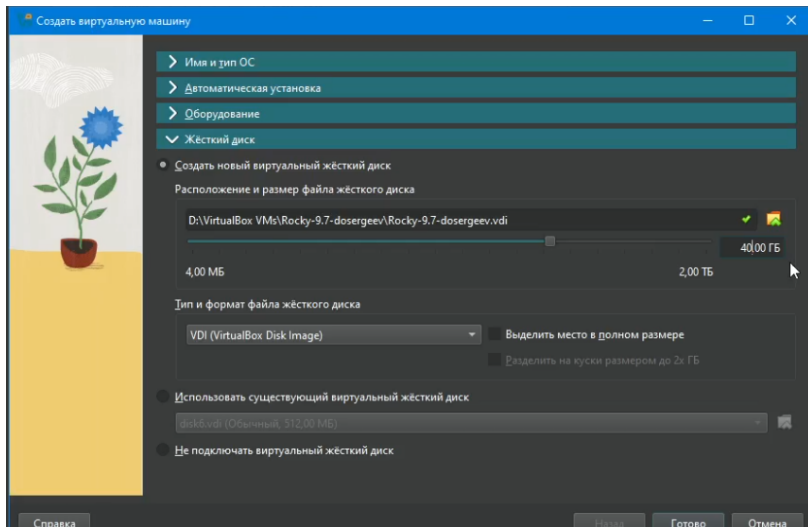 Создать виртуальную машину
Имя и тип ОС
Автоматическая установка
Оборудование
Жёсткий диск
Создать новый виртуальный жёсткий диск
Расположение и размер файла жёсткого диска
D:\VirtualBox VMs\Rocky-9.7-dosergeev\Rocky-9.7-dosergeev.vdi
40,00 ГБ
4,00 МБ 2,00 ТБ
Тип и формат файла жёсткого диска
VDI (VirtualBox Disk Image) Выделить место в полном размере
Разделить на куски размером до 2х ГБ
Использовать существующий виртуальный жёсткий диск
disk6.vdi (Обычный, 512,00 МБ)
Не подключать виртуальный жёсткий диск
Справка Назад Готово Отмена